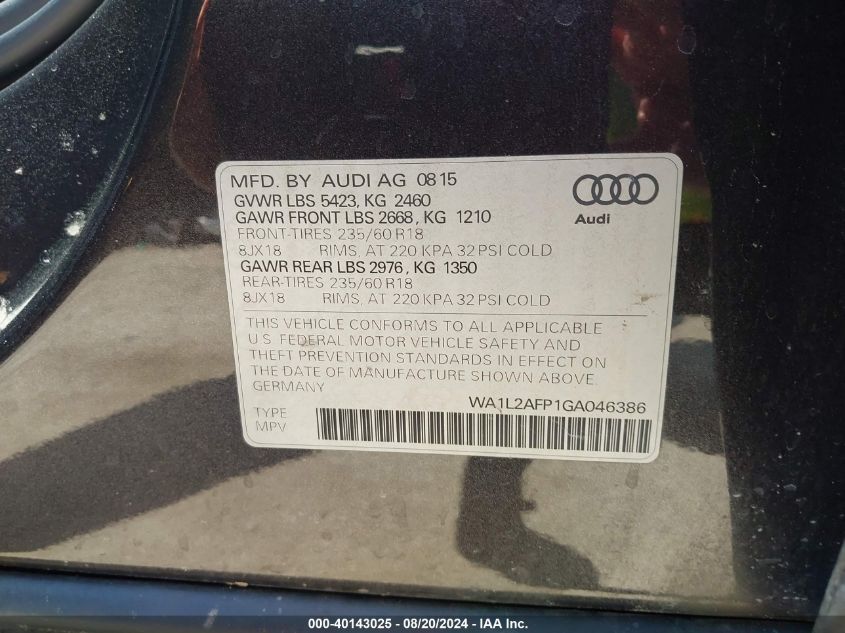 MFD. BY AUDI AG 08 15
GVWR LBS 5423, KG 2460
GAWR FRONT LBS 2668, KG 1210
FRONT-TIRES 235/60 R18
8JX18 RIMS, AT 220 KPA 32 PSI COLD
GAWR REAR LBS 2976, KG 1350
REAR-TIRES 235/60 R18
8JX18 RIMS, AT 220 KPA 32 PSI COLD
Audi
THIS VEHICLE CONFORMS TO ALL APPLICABLE
U.S. FEDERAL MOTOR VEHICLE SAFETY AND
THEFT PREVENTION STANDARDS IN EFFECT ON
THE DATE OF MANUFACTURE SHOWN ABOVE.
GERMANY
WA1L2AFP1GA046386
TYPE
MPV
000-40143025 - 08/20/2024 - IAA Inc.